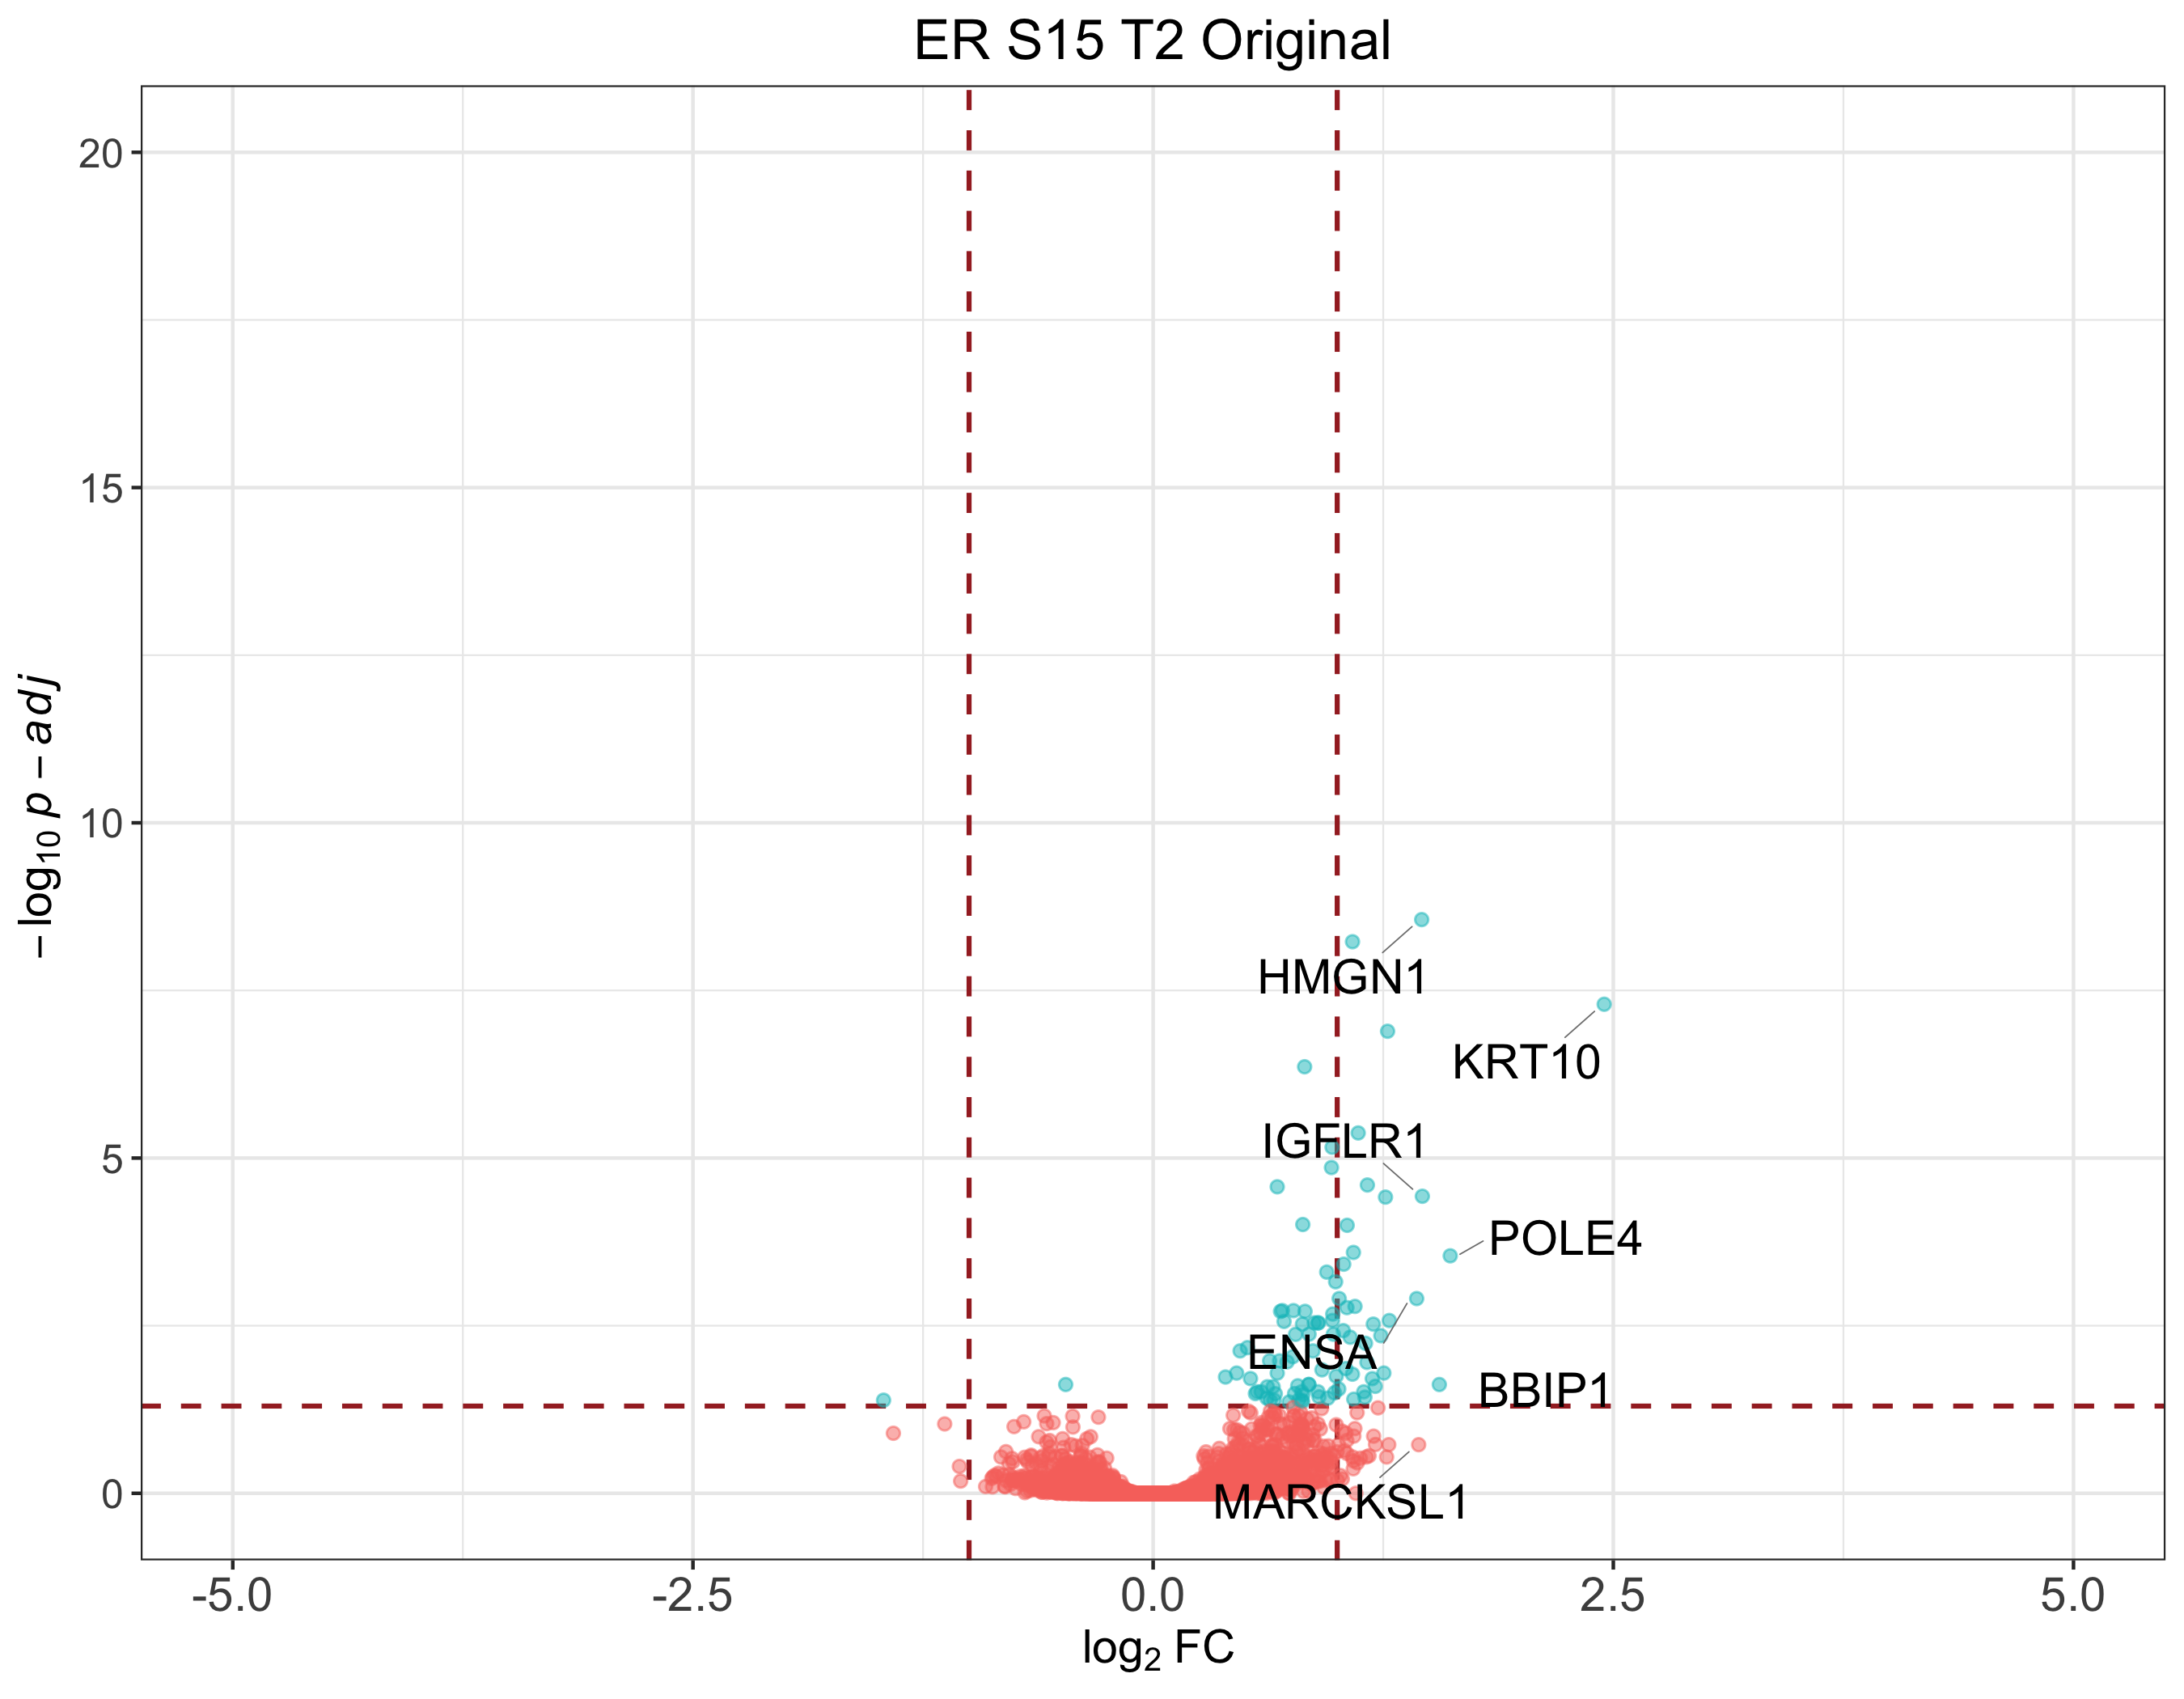 ER S15 T2 Original
20
15
10
5
0
−log10 p − adj
HMGN1
KRT10
IGFLR1
POLE4
ENSA
BBIP1
MARCKSL1
-5.0 -2.5 0.0 2.5 5.0
log2 FC